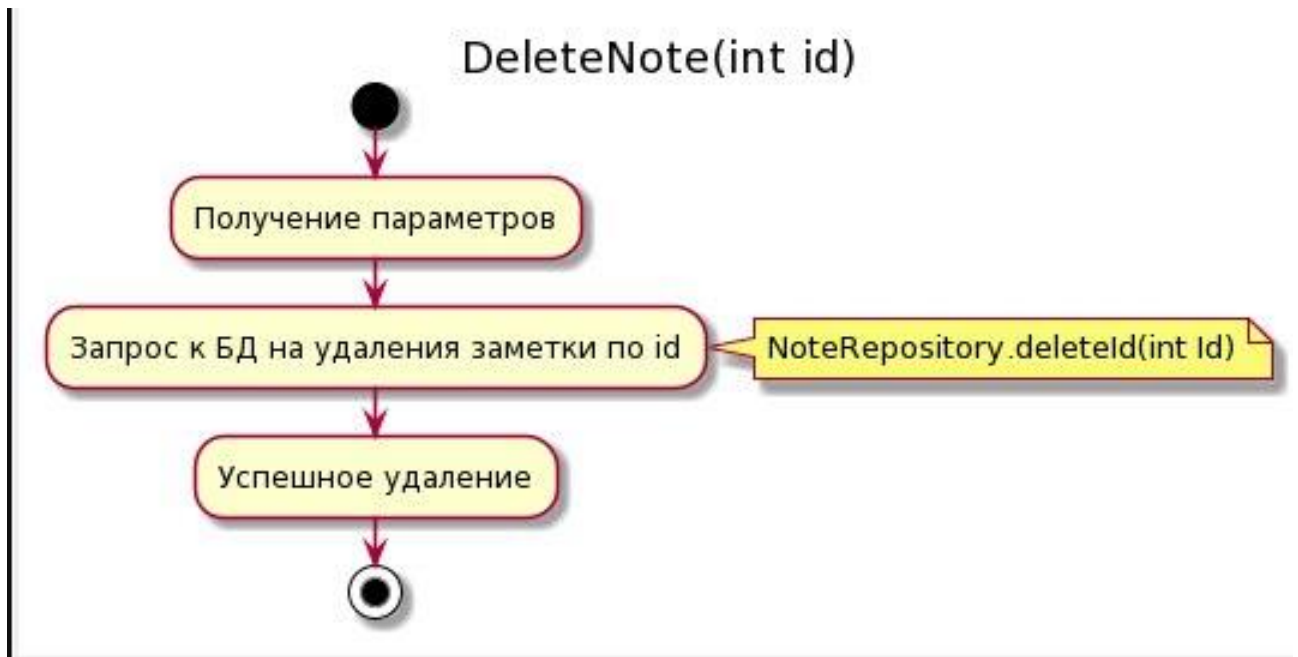 DeleteNote(int id)
Получение параметров
Запрос к БД на удаления заметки по id
NoteRepository.deleteId(int Id)
Успешное удаление